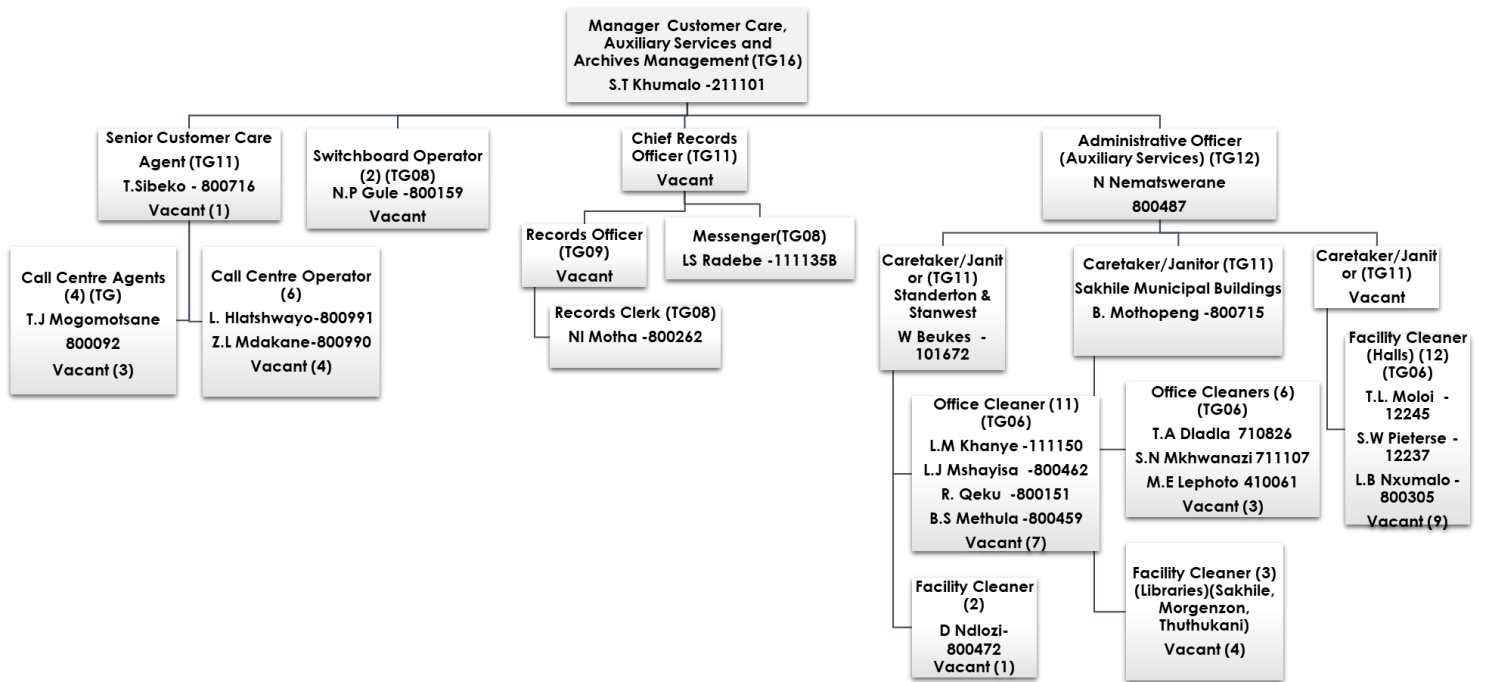 Manager Customer Care,
Auxiliary Services and
Archives Management (TG16)
S.T Khumalo -211101
Senior Customer Care
Agent (TG11)
T.Sibeko - 800716
Vacant (1)
Switchboard Operator
(2) (TG08)
N.P Gule -800159
Vacant
Chief Records
Officer (TG11)
Vacant
Administrative Officer
(Auxiliary Services) (TG12)
N Nematswerane
800487
Call Centre Agents
(4) (TG)
T.J Mogomotsane
800092
Vacant (3)
Call Centre Operator
(6)
L. Hlatshwayo-800991
Z.L Mdakane-800990
Vacant (4)
Records Officer
(TG09)
Vacant
Messenger(TG08)
LS Radebe -111135B
Records Clerk (TG08)
NI Motha -800262
Caretaker/Janit
or (TG11)
Standerton &
Stanwest
W Beukes -
101672
Caretaker/Janitor (TG11)
Sakhile Municipal Buildings
B. Mothopeng -800715
Caretaker/Janit
or (TG11)
Vacant
Office Cleaner (11)
(TG06)
L.M Khanye -111150
L.J Mshayisa -800462
R. Qeku -800151
B.S Methula -800459
Vacant (7)
Facility Cleaner
(2)
D Ndlozi-
800472
Vacant (1)
Office Cleaners (6)
(TG06)
T.A Dladla 710826
S.N Mkhwanazi 711107
M.E Lephoto 410061
Vacant (3)
Facility Cleaner (3)
(Libraries)(Sakhile,
Morgenzon,
Thuthukani)
Vacant (4)
Facility Cleaner
(Halls) (12)
(TG06)
T.L. Moloi -
12245
S.W Pieterse -
12237
L.B Nxumalo -
800305
Vacant (9)